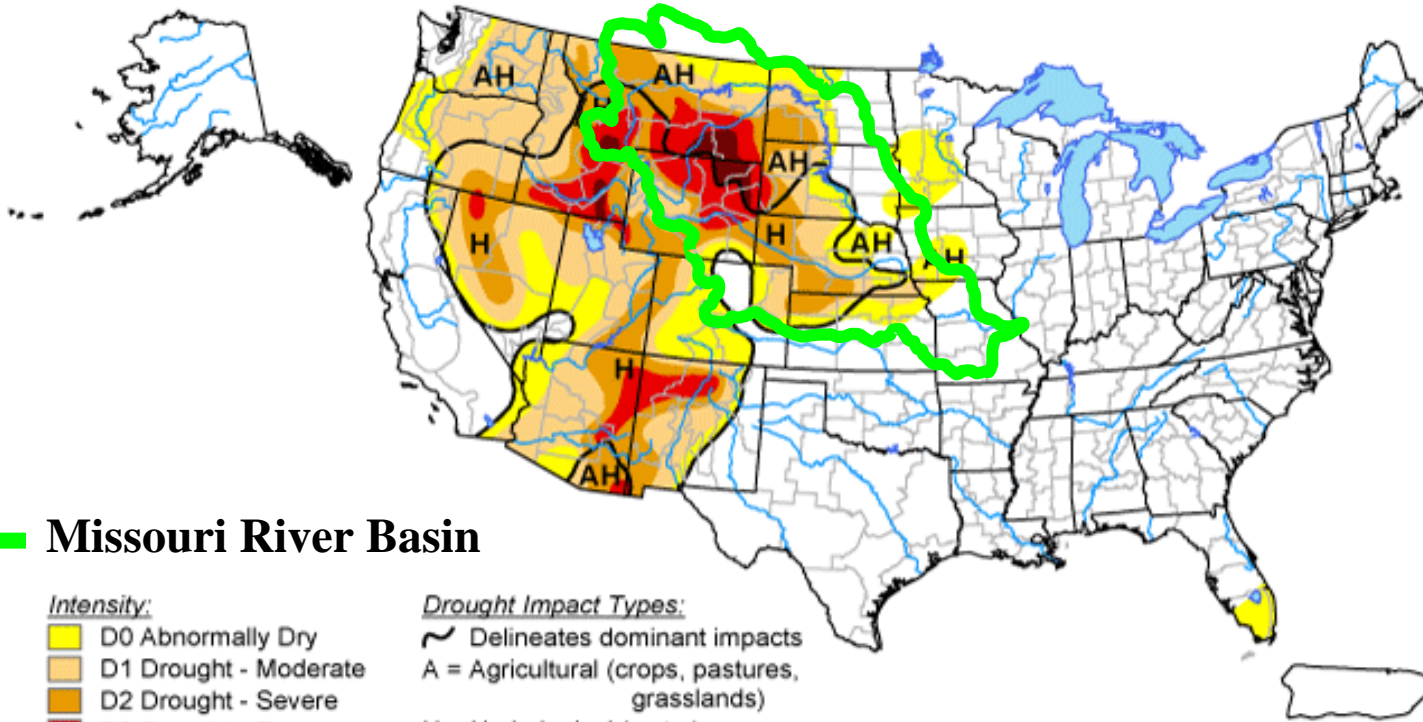 AH
AH
H
AH
H
H
AH
AH
H
AH
Missouri River Basin
Intensity:
D0 Abnormally Dry
D1 Drought - Moderate
D2 Drought - Severe
Drought Impact Types:
Delineates dominant impacts
A = Agricultural (crops, pastures,
grasslands)